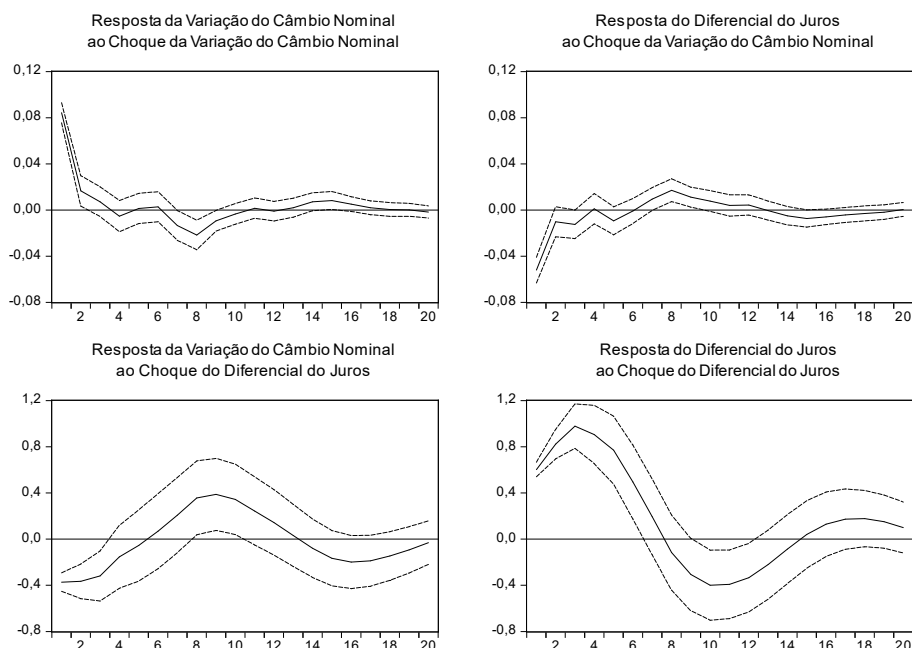 Resposta da Variação do Câmbio Nominal
ao Choque da Variação do Câmbio Nominal
0,12
0,08
0,04
0,00
-0,04
-0,08
2 4 6 8 10 12 14 16 18 20
Resposta do Diferencial do Juros
ao Choque da Variação do Câmbio Nominal
0,12
0,08
0,04
0,00
-0,04
-0,08
2 4 6 8 10 12 14 16 18 20
Resposta da Variação do Câmbio Nominal
ao Choque do Diferencial do Juros
1,2
0,8
0,4
0,0
-0,4
-0,8
2 4 6 8 10 12 14 16 18 20
Resposta do Diferencial do Juros
ao Choque do Diferencial do Juros
1,2
0,8
0,4
0,0
-0,4
-0,8
2 4 6 8 10 12 14 16 18 20